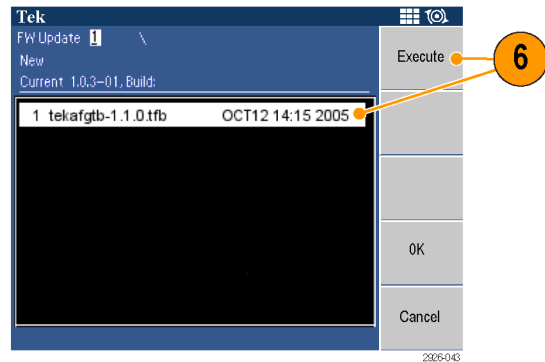 Tek
FW Update 1 \
New
Current 1.0.3-01, Build:
1 tekafgtb-1.1.0.tfb OCT12 14:15 2005
Execute
6
OK
Cancel
2926-043